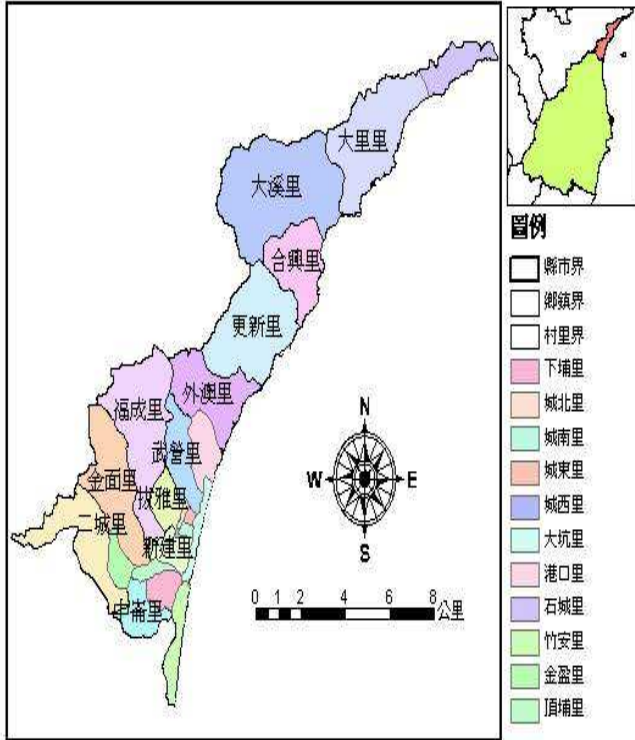 大里里
大溪里
合興里
更新里
外澳里
福成里
武營里
金面里
拔雅里
二城里
新建里
中崙里
N
W
E
S
0 1 2 4 6 8
公里
圖例
縣市界
鄉鎮界
村里界
下埔里
城北里
城南里
城東里
城西里
大坑里
港口里
石城里
竹安里
金盈里
頂埔里